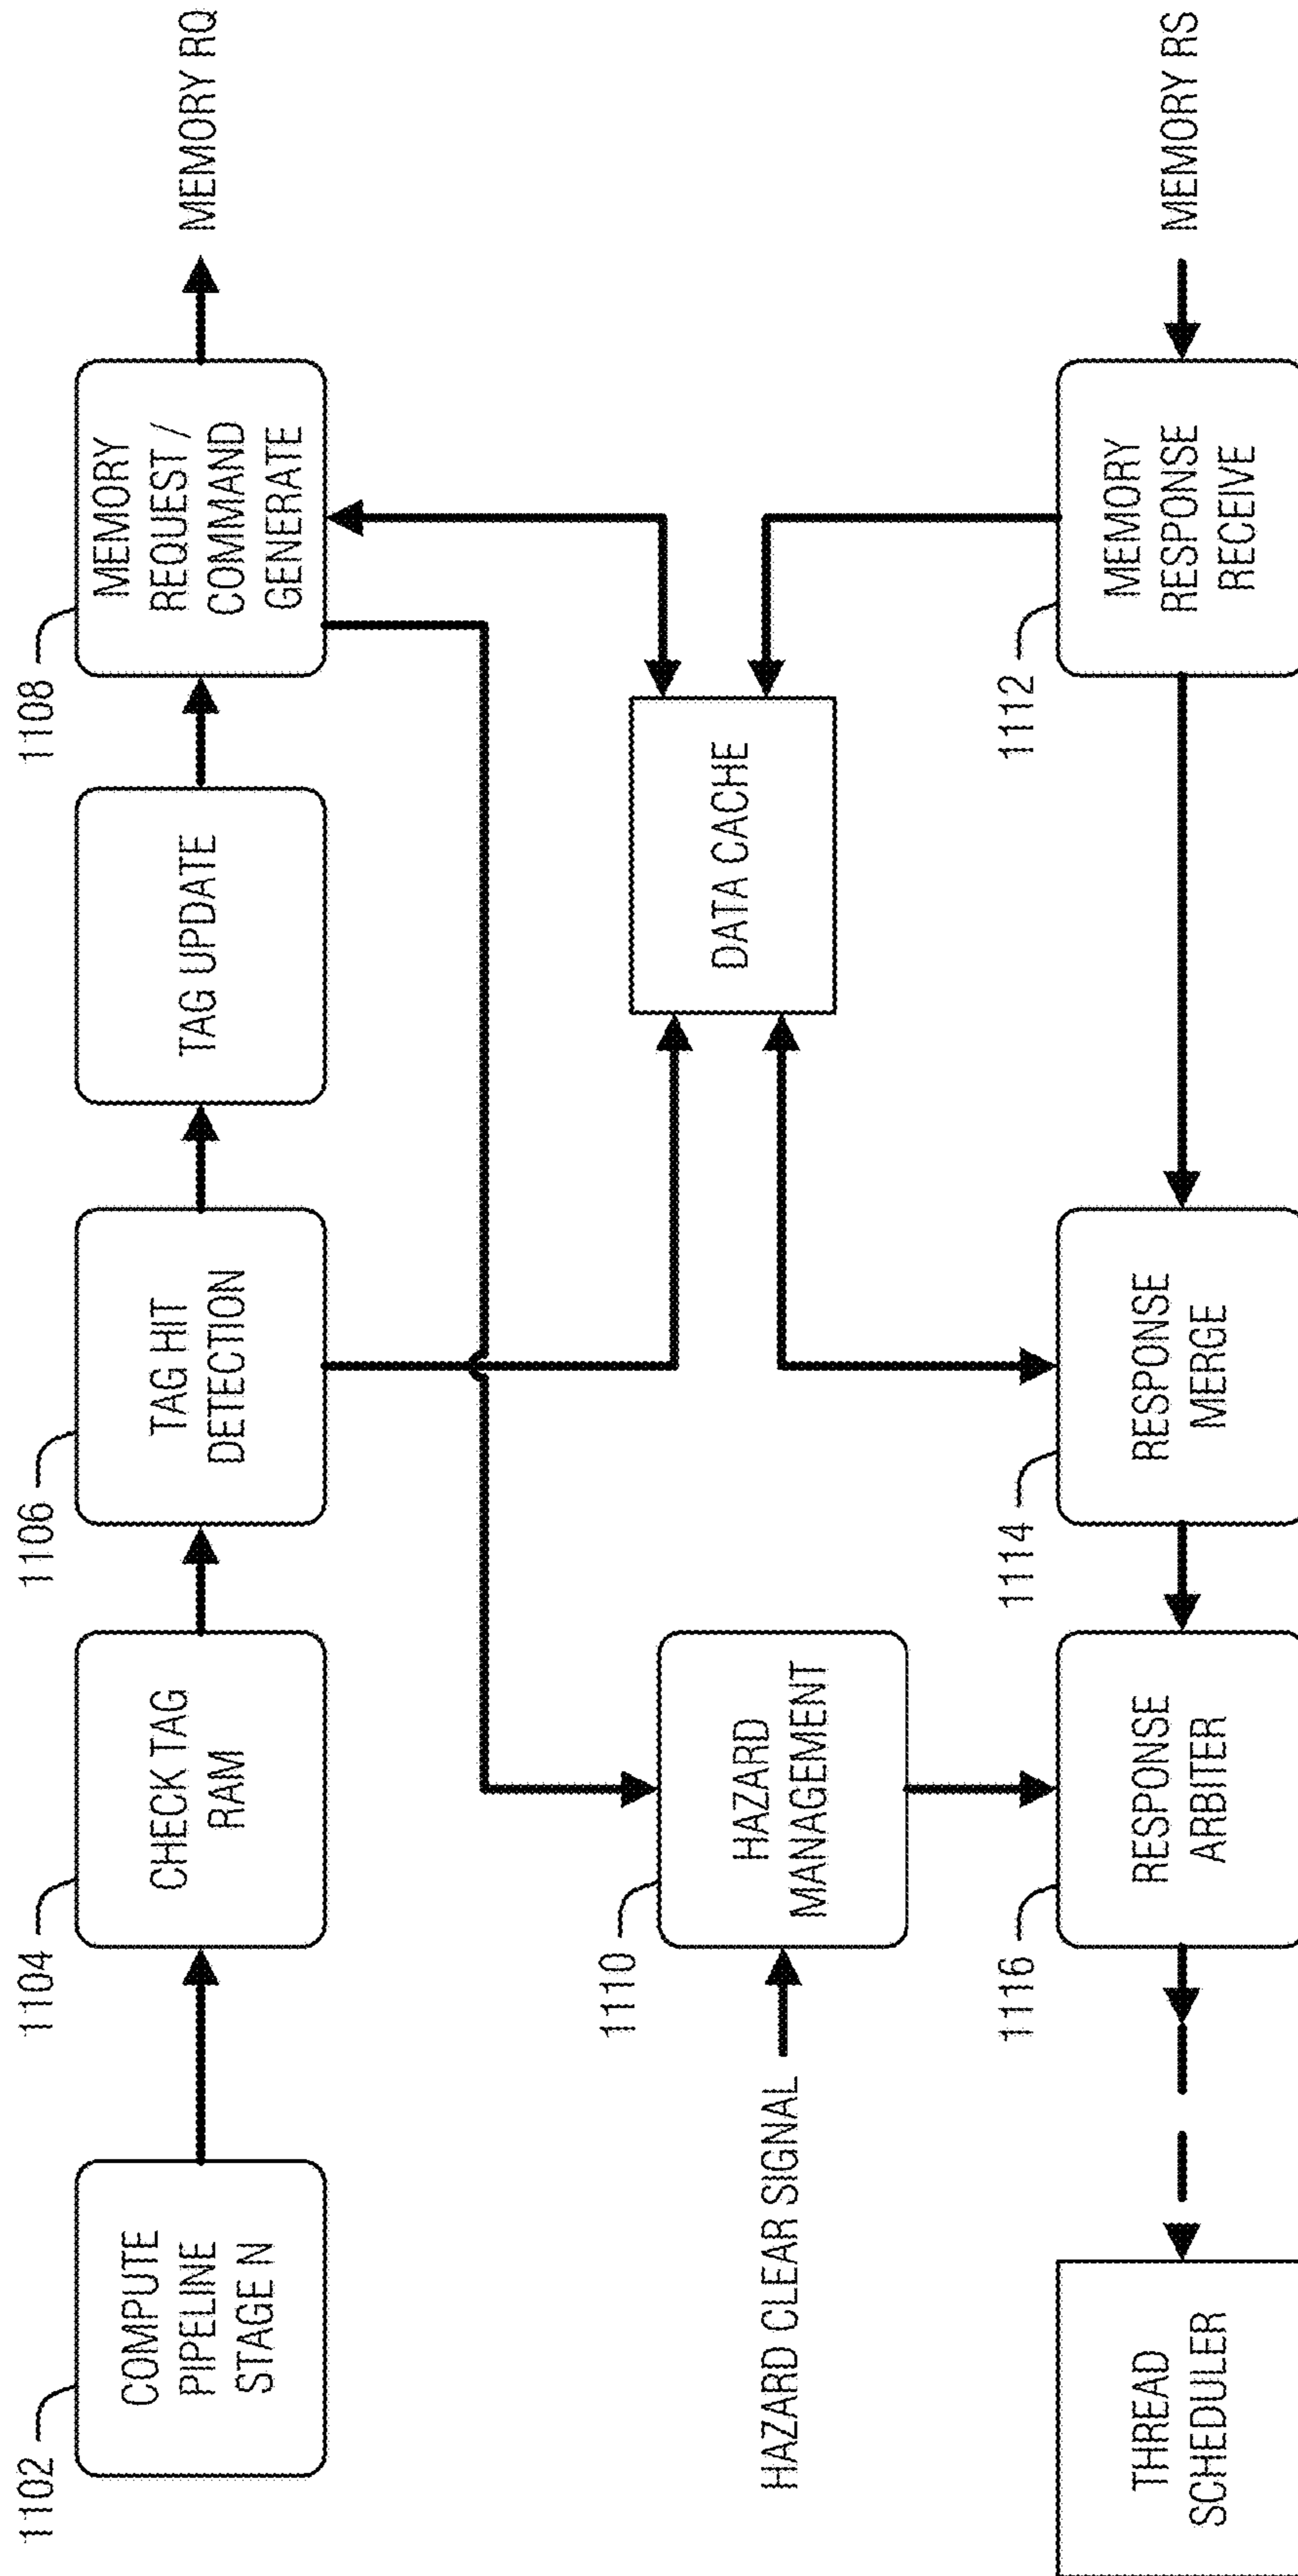 1102
COMPUTE
PIPELINE
STAGE N
1104
CHECK TAG
RAM
1106
TAG HIT
DETECTION
TAG UPDATE
1108
MEMORY
REQUEST /
COMMAND
GENERATE
MEMORY RQ
HAZARD CLEAR SIGNAL
1110
HAZARD
MANAGEMENT
DATA CACHE
THREAD
SCHEDULER
1116
RESPONSE
ARBITER
1114
RESPONSE
MERGE
1112
MEMORY
RESPONSE
RECEIVE
MEMORY RS